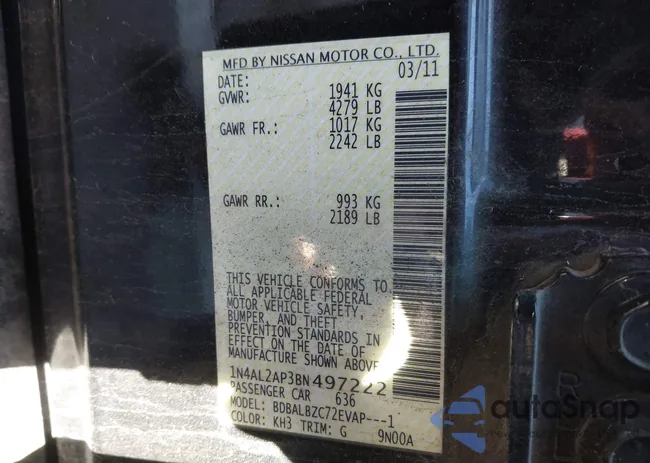 MFD BY NISSAN MOTOR CO., LTD.
DATE: 03/11
GVWR: 1941 KG
4279 LB
GAWR FR.: 1017 KG
2242 LB
GAWR RR.: 993 KG
2189 LB
THIS VEHICLE CONFORMS TO
ALL APPLICABLE FEDERAL
MOTOR VEHICLE SAFETY,
BUMPER, AND THEFT
PREVENTION STANDARDS IN
EFFECT ON THE DATE OF
MANUFACTURE SHOWN ABOVE
1N4AL2AP3BN497222
PASSENGER CAR 636
MODEL: BDBALBZC72EVAP---1
COLOR: KH3 TRIM: G 9N00A
R
autoSnap